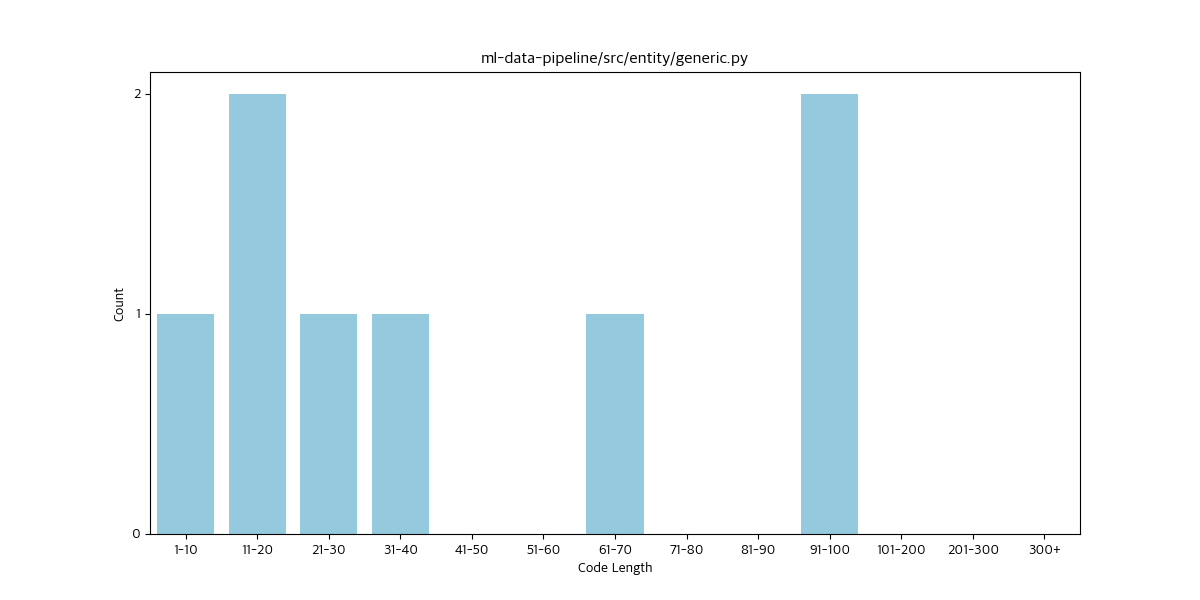 ml-data-pipeline/src/entity/generic.py
2
1
0
Count
1-10 11-20 21-30 31-40 41-50 51-60 61-70 71-80 81-90 91-100 101-200 201-300 300+
Code Length